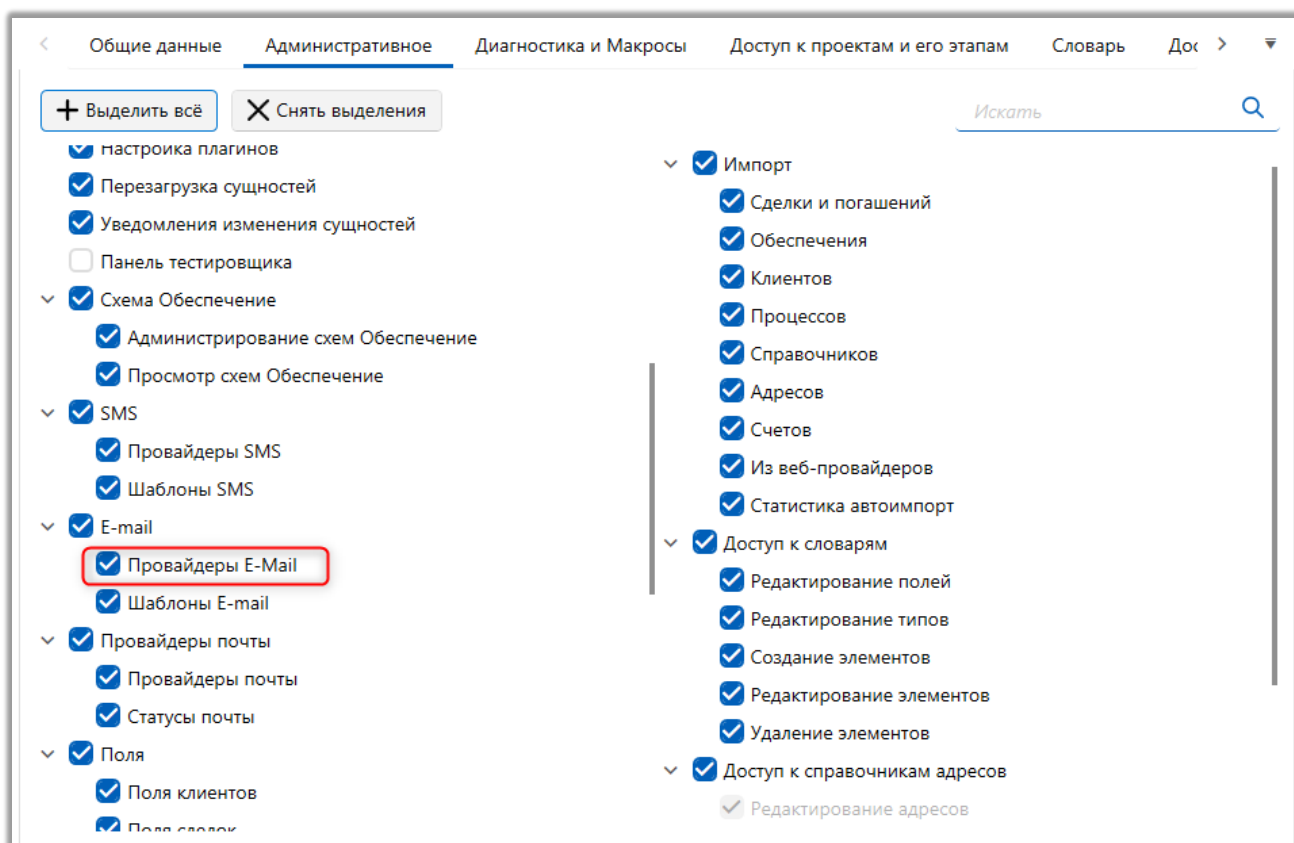 Общие данные Административное Диагностика и Макросы Доступ к проектам и его этапам Словарь Дос
Выделить всё Снять выделения Искать
Настройка плагинов
Перезагрузка сущностей
Уведомления изменения сущностей
Панель тестировщика
Схема Обеспечение
Администрирование схем Обеспечение
Просмотр схем Обеспечение
SMS
Провайдеры SMS
Шаблоны SMS
E-mail
Провайдеры E-Mail
Шаблоны E-mail
Провайдеры почты
Провайдеры почты
Статусы почты
Поля
Поля клиентов
Поля сделок
Импорт
Сделки и погашений
Обеспечения
Клиентов
Процессов
Справочников
Адресов
Счетов
Из веб-провайдеров
Статистика автоимпорт
Доступ к словарям
Редактирование полей
Редактирование типов
Создание элементов
Редактирование элементов
Удаление элементов
Доступ к справочникам адресов
Редактирование адресов